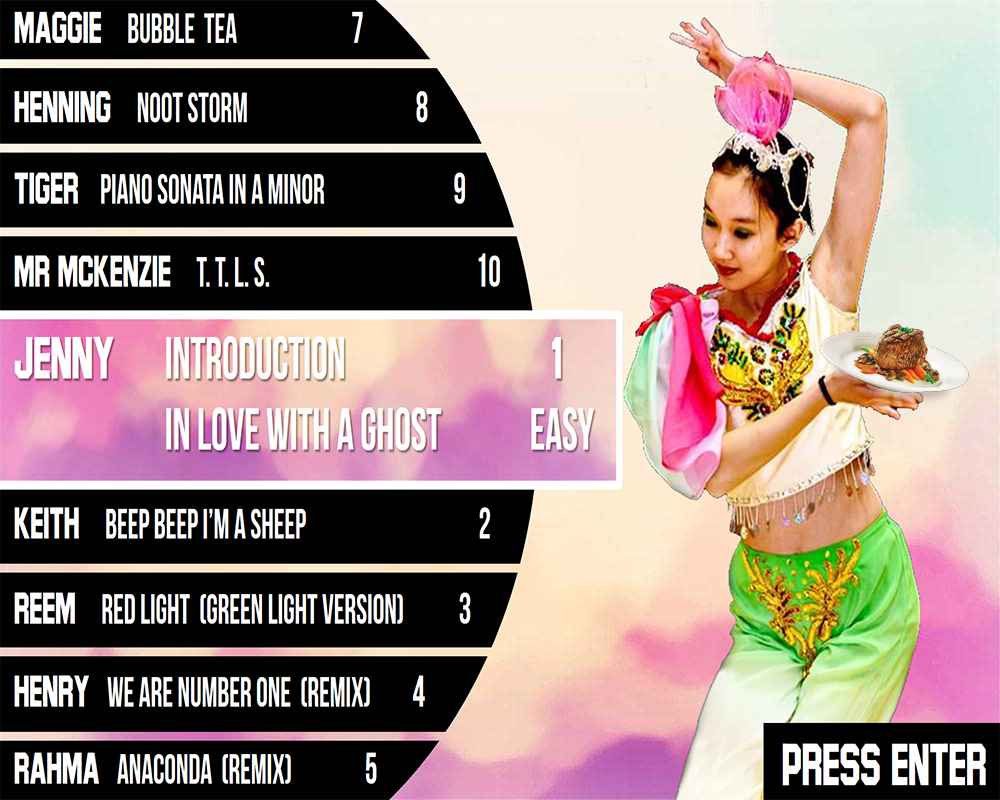 MAGGIE BUBBLE TEA 7
HENNING NOOT STORM 8
TIGER PIANO SONATA IN A MINOR 9
MR MCKENZIE T. T. L. S. 10
JENNY INTRODUCTION 1
IN LOVE WITH A GHOST EASY
KEITH BEEP BEEP I'M A SHEEP 2
REEM RED LIGHT (GREEN LIGHT VERSION) 3
HENRY WE ARE NUMBER ONE (REMIX) 4
RAHMA ANACONDA (REMIX) 5
PRESS ENTER